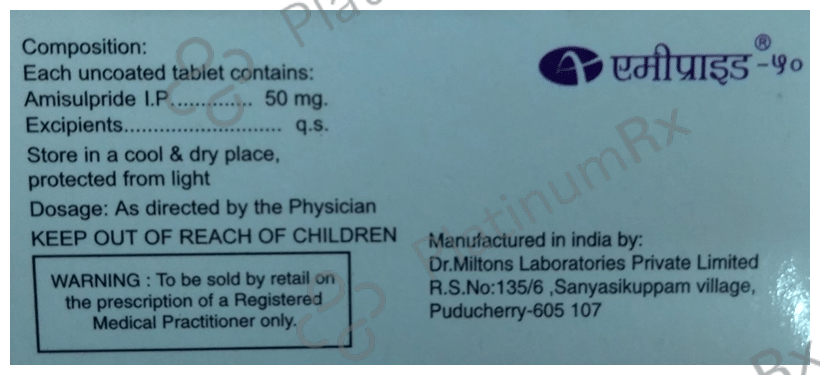 Composition:
Each uncoated tablet contains:
Amisulpride I.P.............. 50 mg.
Excipients............................ q.s.
Store in a cool & dry place,
protected from light
Dosage: As directed by the Physician
KEEP OUT OF REACH OF CHILDREN
WARNING : To be sold by retail on
the prescription of a Registered
Medical Practitioner only.
एमीप्राइड®-५०
Manufactured in india by:
Dr.Miltons Laboratories Private Limited
R.S.No:135/6 ,Sanyasikuppam village,
Puducherry-605 107
PlatinumRx